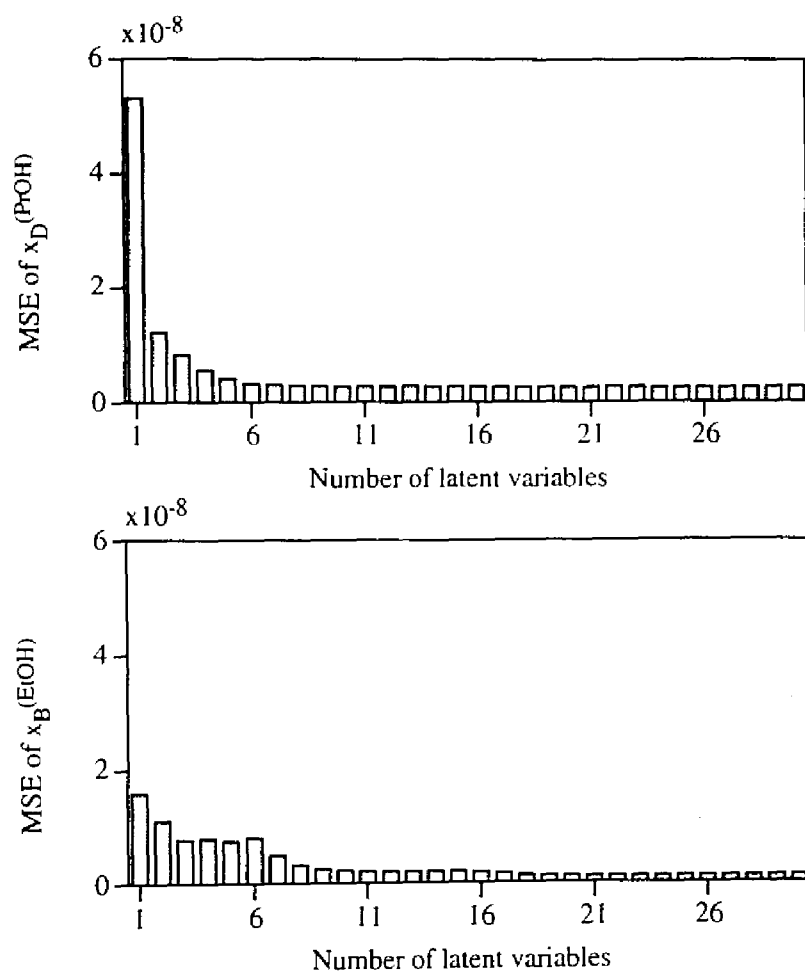 x10-8
6
4
2
0
MSE of xD(PrOH)
1 6 11 16 21 26
Number of latent variables
x10-8
6
4
2
0
MSE of xB(EtOH)
1 6 11 16 21 26
Number of latent variables